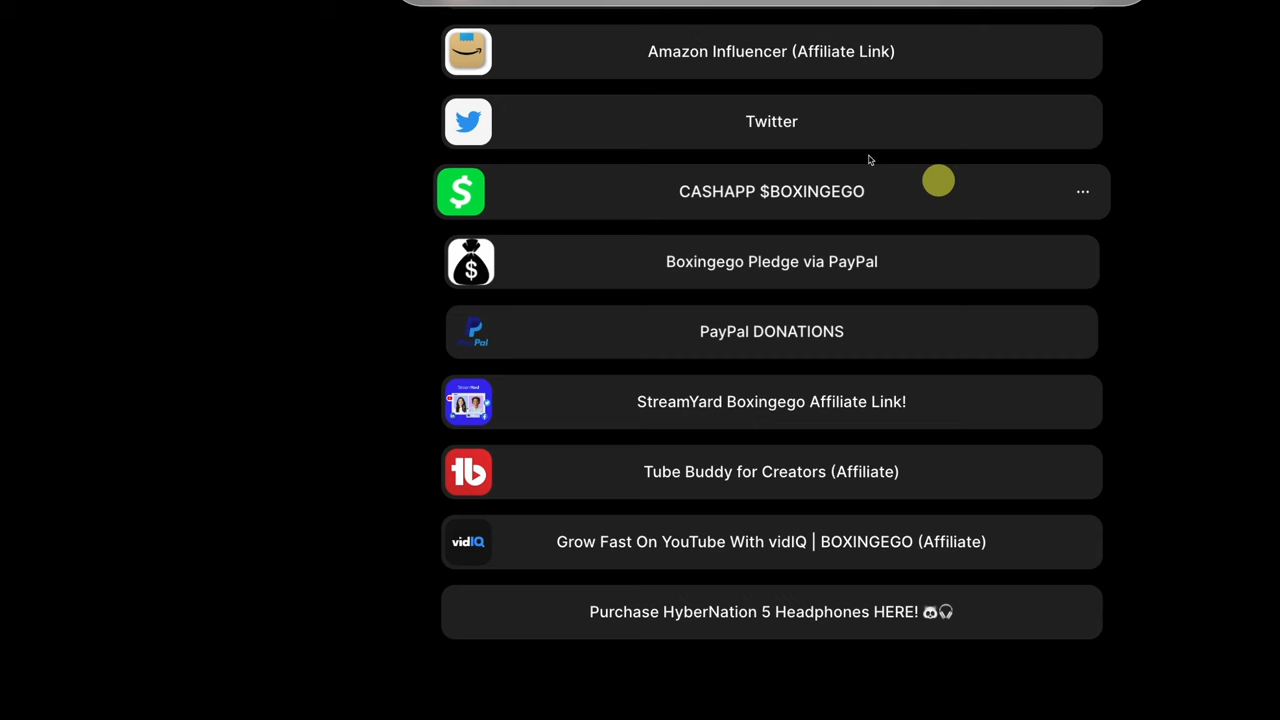 Amazon Influencer (Affiliate Link)
Twitter
CASHAPP $BOXINGEGO
Boxingego Pledge via PayPal
PayPal DONATIONS
StreamYard Boxingego Affiliate Link!
Tube Buddy for Creators (Affiliate)
vidIQ
Grow Fast On YouTube With vidIQ | BOXINGEGO (Affiliate)
Purchase HyberNation 5 Headphones HERE! 🐼🎧